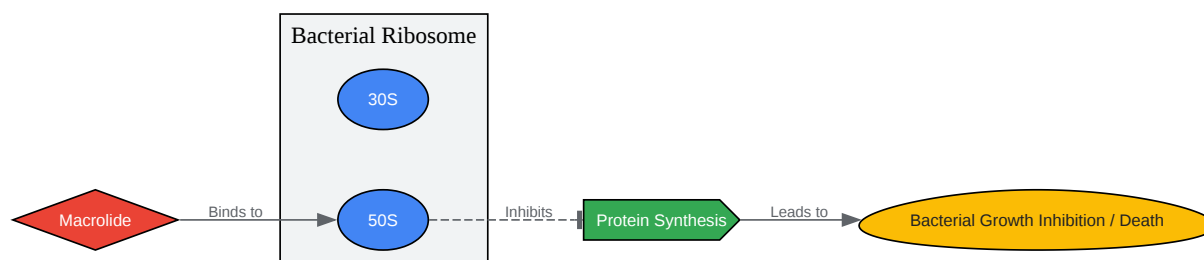 Bacterial Ribosome
30S
Macrolide
Binds to
50S
Inhibits
Protein Synthesis
Leads to
Bacterial Growth Inhibition / Death